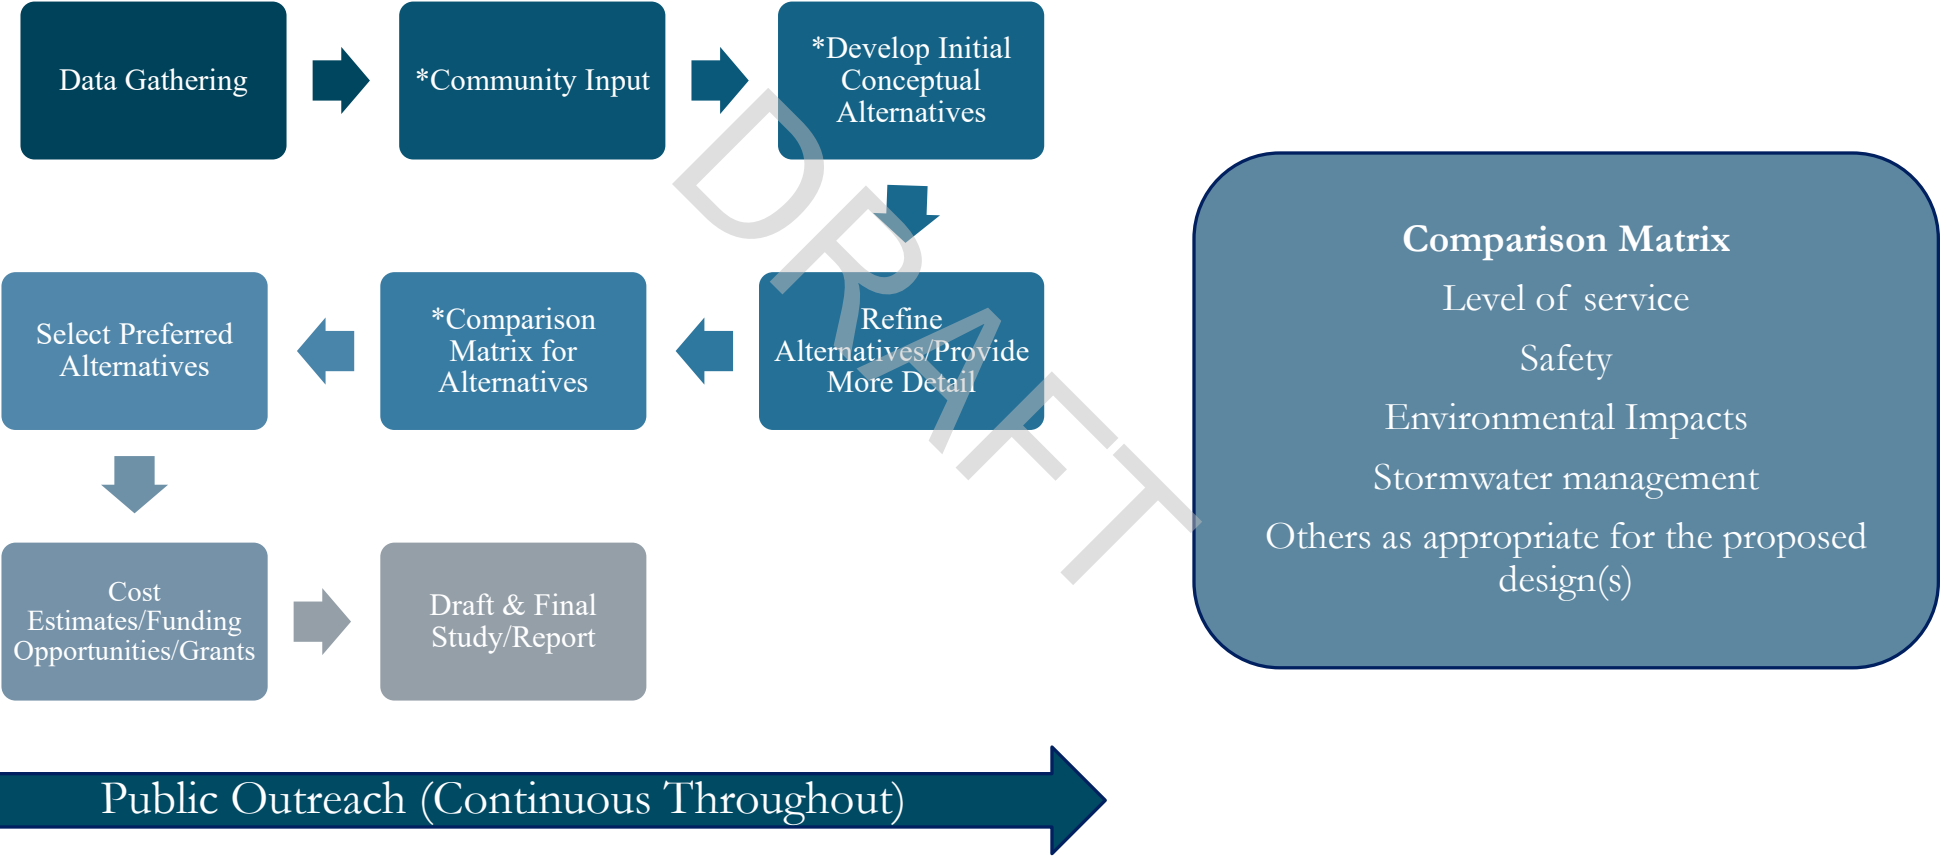 Data Gathering
*Community Input
*Develop Initial
Conceptual
Alternatives
Refine
Alternatives/Provide
More Detail
*Comparison
Matrix for
Alternatives
Select Preferred
Alternatives
Cost
Estimates/Funding
Opportunities/Grants
Draft & Final
Study/Report
Public Outreach (Continuous Throughout)
Comparison Matrix
Level of service
Safety
Environmental Impacts
Stormwater management
Others as appropriate for the proposed
design(s)
DRAFT